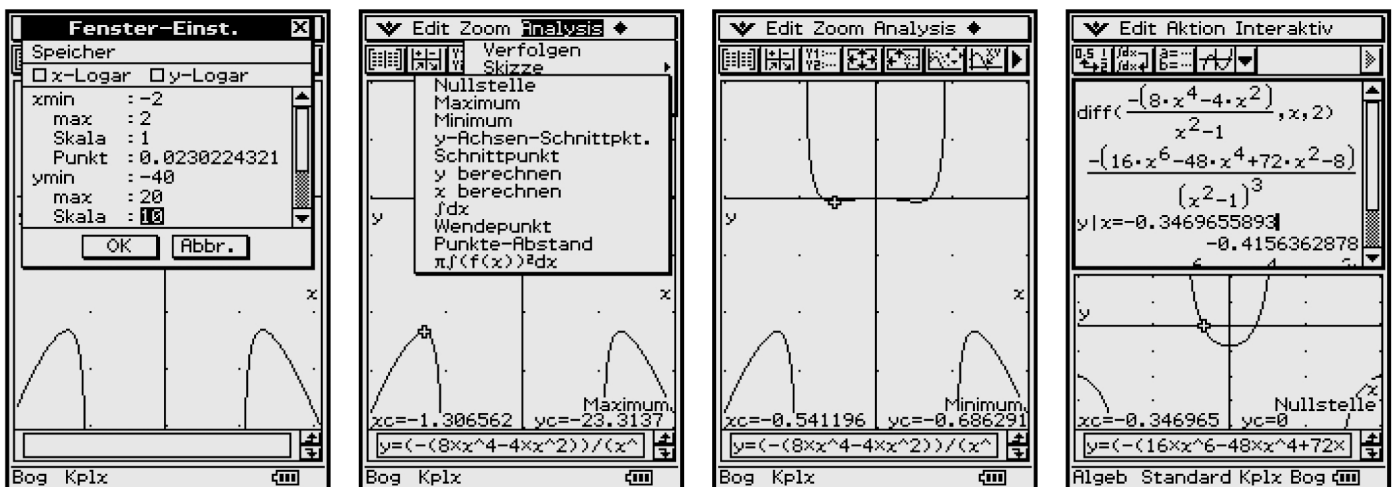 Fenster-Einst. X
Speicher
x-Logar y-Logar
xmin :-2
max :2
Skala :1
Punkt :0.0230224321
ymin :-40
max :20
Skala :10
OK Abbr.
x
Bog Kplx
Edit Zoom Analysis
Verfolgen
Skizze
Nullstelle
Maximum
Minimum
y-Achsen-Schnittpkt.
Schnittpunkt
y berechnen
x berechnen
∫dx
Wendepunkt
Punkte-Abstand
π∫(f(x))²dx
y
x
Maximum
xc=-1.306562 yc=-23.3137
y=(-(8×x^4-4×x^2))/(x^
Bog Kplx
Edit Zoom Analysis
Y1:...
Y2:...
y
x
Minimum
xc=-0.541196 yc=-0.686291
y=(-(8×x^4-4×x^2))/(x^
Bog Kplx
Edit Aktion Interaktiv
diff(-(8·x^4-4·x^2)/(x^2-1),x,2)
-(16·x^6-48·x^4+72·x^2-8)/(x^2-1)^3
y|x=-0.3469655893
-0.4156362878
y
x
Nullstelle
xc=-0.346965 yc=0
y=(-(16×x^6-48×x^4+72×
Algeb Standard Kplx Bog